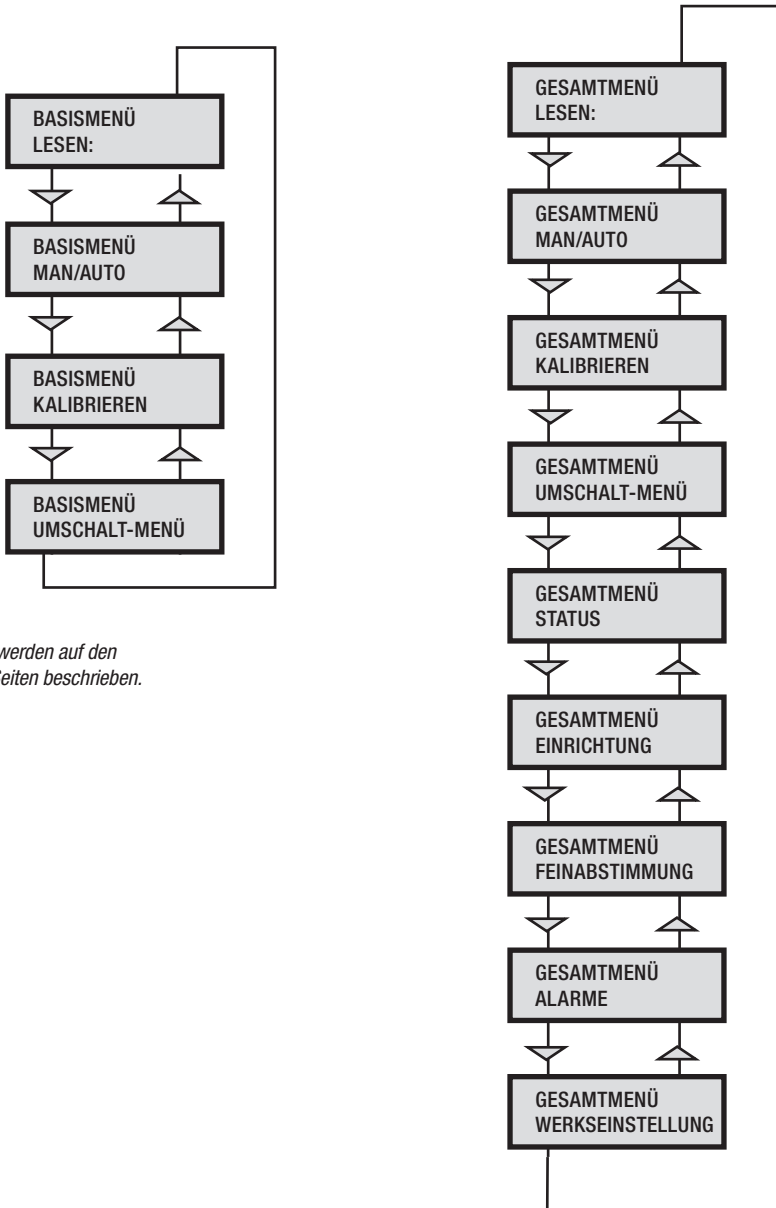 BASISMENÜ
LESEN:
BASISMENÜ
MAN/AUTO
BASISMENÜ
KALIBRIEREN
BASISMENÜ
UMSCHALT-MENÜ
werden auf den
eiten beschrieben.
GESAMTMENÜ
LESEN:
GESAMTMENÜ
MAN/AUTO
GESAMTMENÜ
KALIBRIEREN
GESAMTMENÜ
UMSCHALT-MENÜ
GESAMTMENÜ
STATUS
GESAMTMENÜ
EINRICHTUNG
GESAMTMENÜ
FEINABSTIMMUNG
GESAMTMENÜ
ALARME
GESAMTMENÜ
WERKSEINSTELLUNG